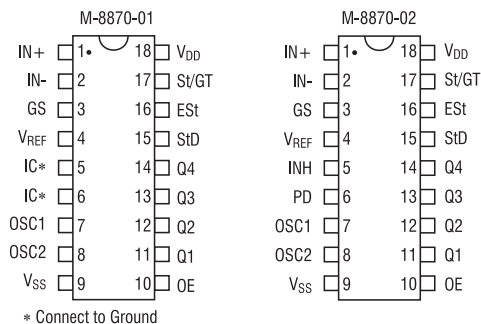 M-8870-01 M-8870-02
IN+ 1 18 VDD IN+ 1 18 VDD
IN- 2 17 St/GT IN- 2 17 St/GT
GS 3 16 ESt GS 3 16 ESt
VREF 4 15 StD VREF 4 15 StD
IC* 5 14 Q4 INH 5 14 Q4
IC* 6 13 Q3 PD 6 13 Q3
OSC1 7 12 Q2 OSC1 7 12 Q2
OSC2 8 11 Q1 OSC2 8 11 Q1
VSS 9 10 OE VSS 9 10 OE
* Connect to Ground